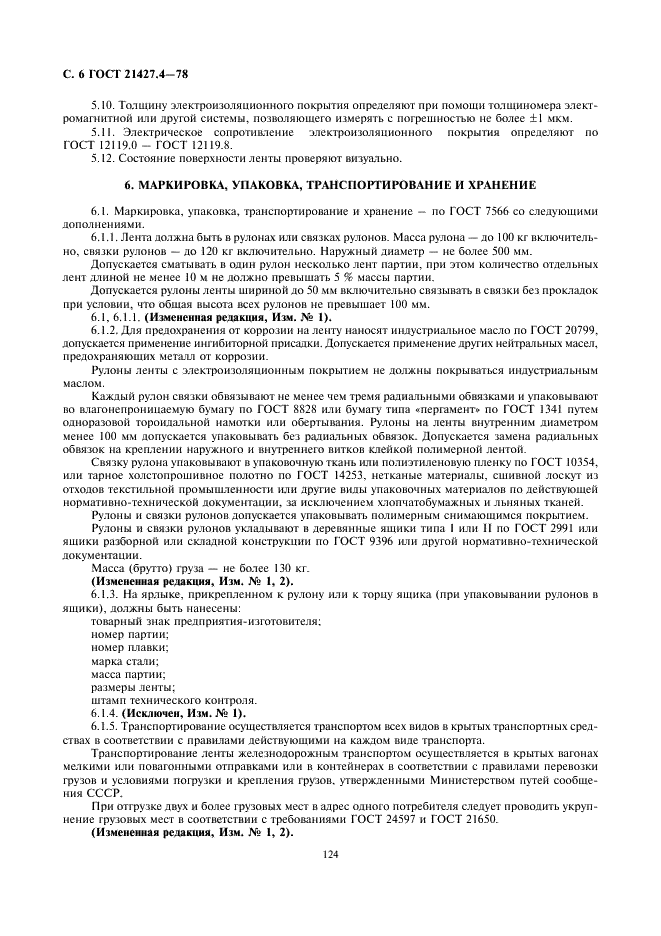 С. 6 ГОСТ 21427.4—78
5.10. Толщину электроизоляционного покрытия определяют при помощи толщиномера элект-
ромагнитной или другой системы, позволяющего измерять с погрешностью не более ±1 мкм.
5.11. Электрическое сопротивление электроизоляционного покрытия определяют по
ГОСТ 12119.0 — ГОСТ 12119.8.
5.12. Состояние поверхности ленты проверяют визуально.
6. МАРКИРОВКА, УПАКОВКА, ТРАНСПОРТИРОВАНИЕ И ХРАНЕНИЕ
6.1. Маркировка, упаковка, транспортирование и хранение — по ГОСТ 7566 со следующими
дополнениями.
6.1.1. Лента должна быть в рулонах или связках рулонов. Масса рулона — до 100 кг включитель-
но, связки рулонов — до 120 кг включительно. Наружный диаметр — не более 500 мм.
Допускается сматывать в один рулон несколько лент партии, при этом количество отдельных
лент длиной не менее 10 м не должно превышать 5 % массы партии.
Допускается рулоны ленты шириной до 50 мм включительно связывать в связки без прокладок
при условии, что общая высота всех рулонов не превышает 100 мм.
6.1, 6.1.1. (Измененная редакция, Изм. № 1).
6.1.2. Для предохранения от коррозии на ленту наносят индустриальное масло по ГОСТ 20799,
допускается применение ингибиторной присадки. Допускается применение других нейтральных масел,
предохраняющих металл от коррозии.
Рулоны ленты с электроизоляционным покрытием не должны покрываться индустриальным
маслом.
Каждый рулон связки обвязывают не менее чем тремя радиальными обвязками и упаковывают
во влагонепроницаемую бумагу по ГОСТ 8828 или бумагу типа «пергамент» по ГОСТ 1341 путем
одноразовой тороидальной намотки или обертывания. Рулоны на ленты внутренним диаметром
менее 100 мм допускается упаковывать без радиальных обвязок. Допускается замена радиальных
обвязок на креплении наружного и внутреннего витков клейкой полимерной лентой.
Связку рулона упаковывают в упаковочную ткань или полиэтиленовую пленку по ГОСТ 10354,
или тарное холстопрошивное полотно по ГОСТ 14253, нетканые материалы, сшивной лоскут из
отходов текстильной промышленности или другие виды упаковочных материалов по действующей
нормативно-технической документации, за исключением хлопчатобумажных и льняных тканей.
Рулоны и связки рулонов допускается упаковывать полимерным снимающимся покрытием.
Рулоны и связки рулонов укладывают в деревянные ящики типа I или II по ГОСТ 2991 или
ящики разборной или складной конструкции по ГОСТ 9396 или другой нормативно-технической
документации.
Масса (брутто) груза — не более 130 кг.
(Измененная редакция, Изм. № 1, 2).
6.1.3. На ярлыке, прикрепленном к рулону или к торцу ящика (при упаковывании рулонов в
ящики), должны быть нанесены:
товарный знак предприятия-изготовителя;
номер партии;
номер плавки;
марка стали;
масса партии;
размеры ленты;
штамп технического контроля.
6.1.4. (Исключен, Изм. № 1).
6.1.5. Транспортирование осуществляется транспортом всех видов в крытых транспортных сред-
ствах в соответствии с правилами действующими на каждом виде транспорта.
Транспортирование ленты железнодорожным транспортом осуществляется в крытых вагонах
мелкими или повагонными отправками или в контейнерах в соответствии с правилами перевозки
грузов и условиями погрузки и крепления грузов, утвержденными Министерством путей сообще-
ния СССР.
При отгрузке двух и более грузовых мест в адрес одного потребителя следует проводить укруп-
нение грузовых мест в соответствии с требованиями ГОСТ 24597 и ГОСТ 21650.
(Измененная редакция, Изм. № 1, 2).
124